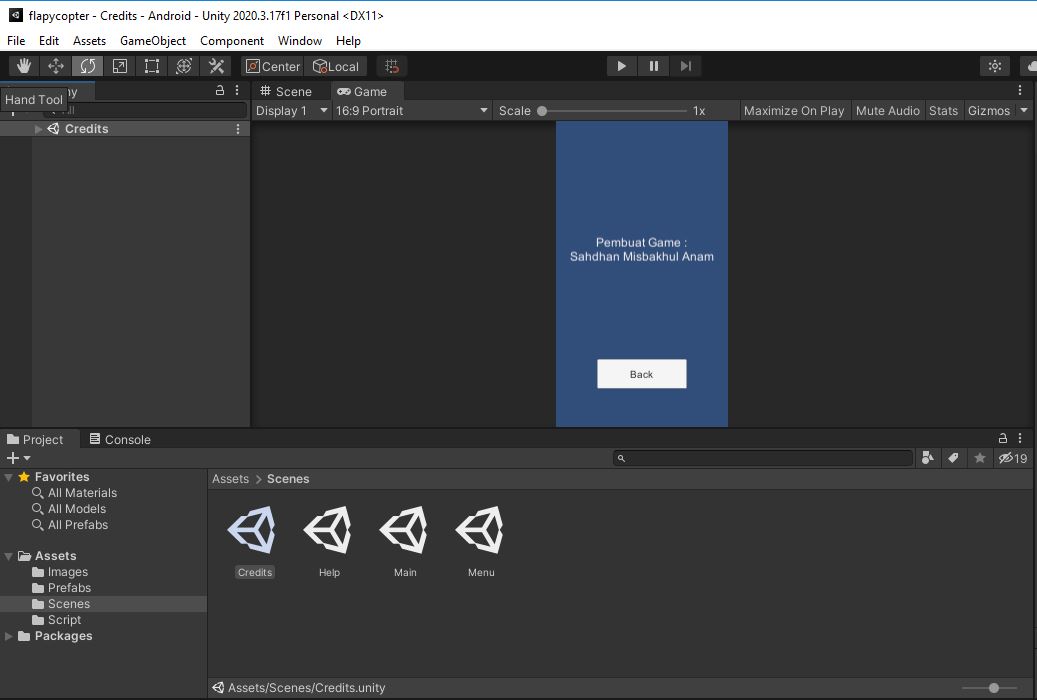 flapycopter - Credits - Android - Unity 2020.3.17f1 Personal <DX11>
File Edit Assets GameObject Component Window Help
Center Local
Hand Tool
Scene Game
Display 1 16:9 Portrait Scale 1x Maximize On Play Mute Audio Stats Gizmos
Credits
Pembuat Game :
Sahdhan Misbakhul Anam
Back
Project Console
19
Favorites
All Materials
All Models
All Prefabs
Assets
Images
Prefabs
Scenes
Script
Packages
Assets > Scenes
Credits Help Main Menu
Assets/Scenes/Credits.unity